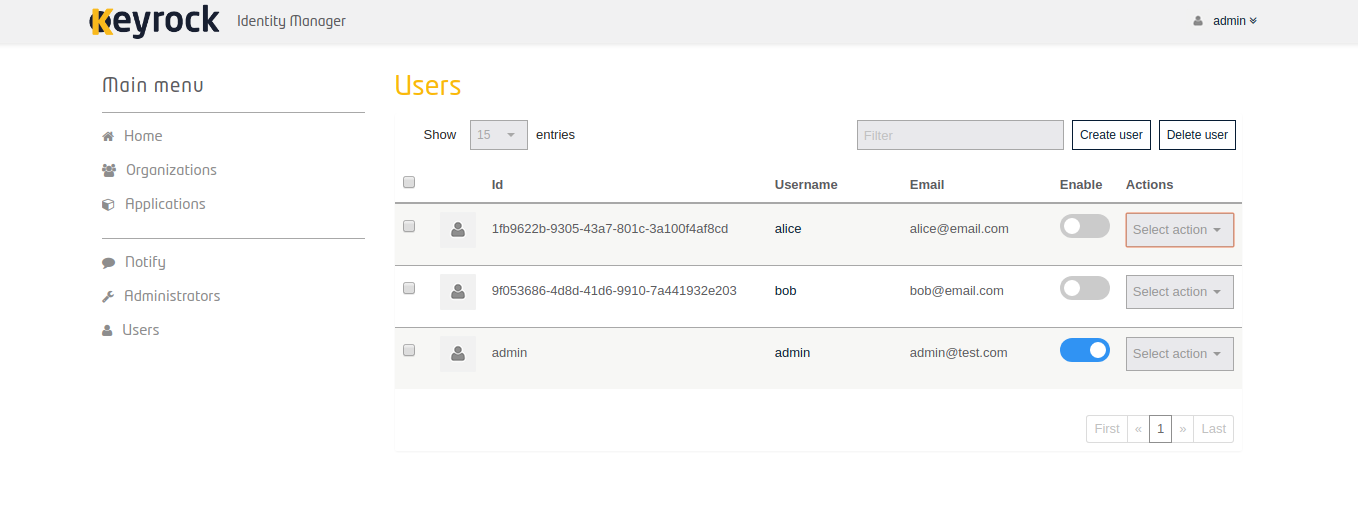 Keyrock Identity Manager admin
Main menu
Home
Organizations
Applications
Notify
Administrators
Users
Users
Show 15 entries Filter Create user Delete user
Id Username Email Enable Actions
1fb9622b-9305-43a7-801c-3a100f4af8cd alice alice@email.com Select action
9f053686-4d8d-41d6-9910-7a441932e203 bob bob@email.com Select action
admin admin admin@test.com Select action
First « 1 » Last